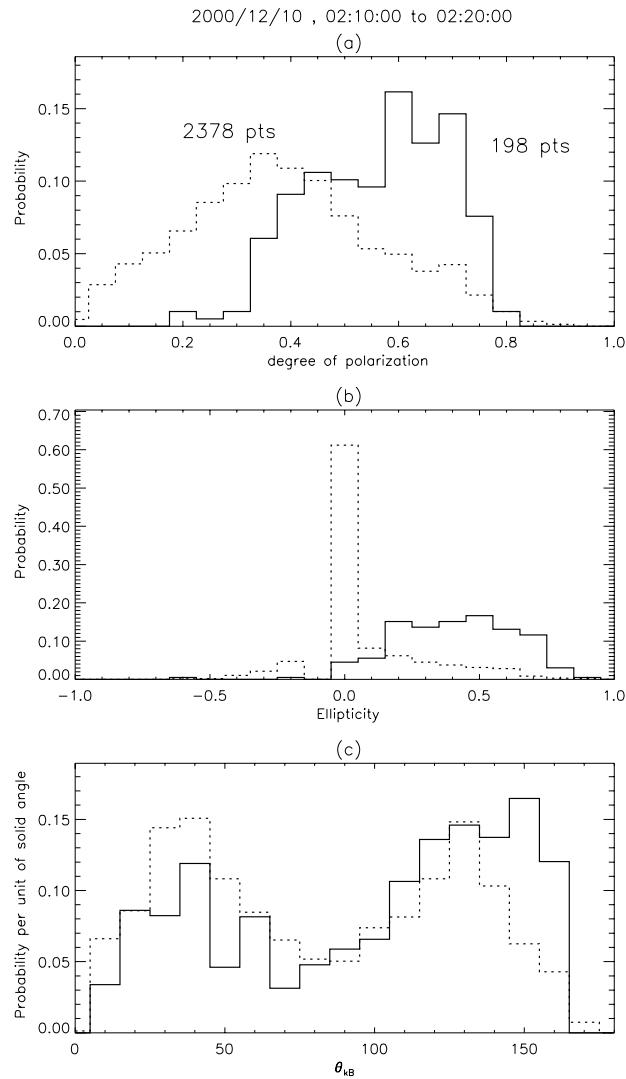 2000/12/10 , 02:10:00 to 02:20:00
(a)
Probability
0.15
0.10
0.05
0.00
2378 pts
198 pts
0.0 0.2 0.4 0.6 0.8 1.0
degree of polarization
(b)
Probability
0.70
0.60
0.50
0.40
0.30
0.20
0.10
0.00
-1.0 -0.5 0.0 0.5 1.0
Ellipticity
(c)
Probability per unit of solid angle
0.15
0.10
0.05
0.00
0 50 100 150
θkB